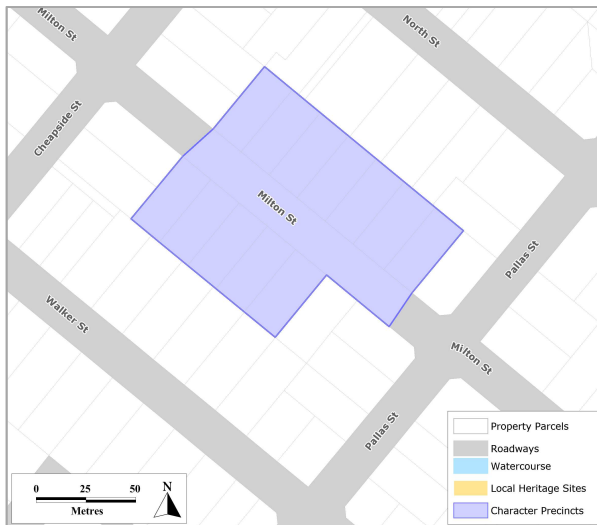 Milton St
North St
Cheapside St
Milton St
Pallas St
Walker St
Milton St
Pallas St
Property Parcels
Roadways
Watercourse
Local Heritage Sites
Character Precincts
N
0 25 50
Metres